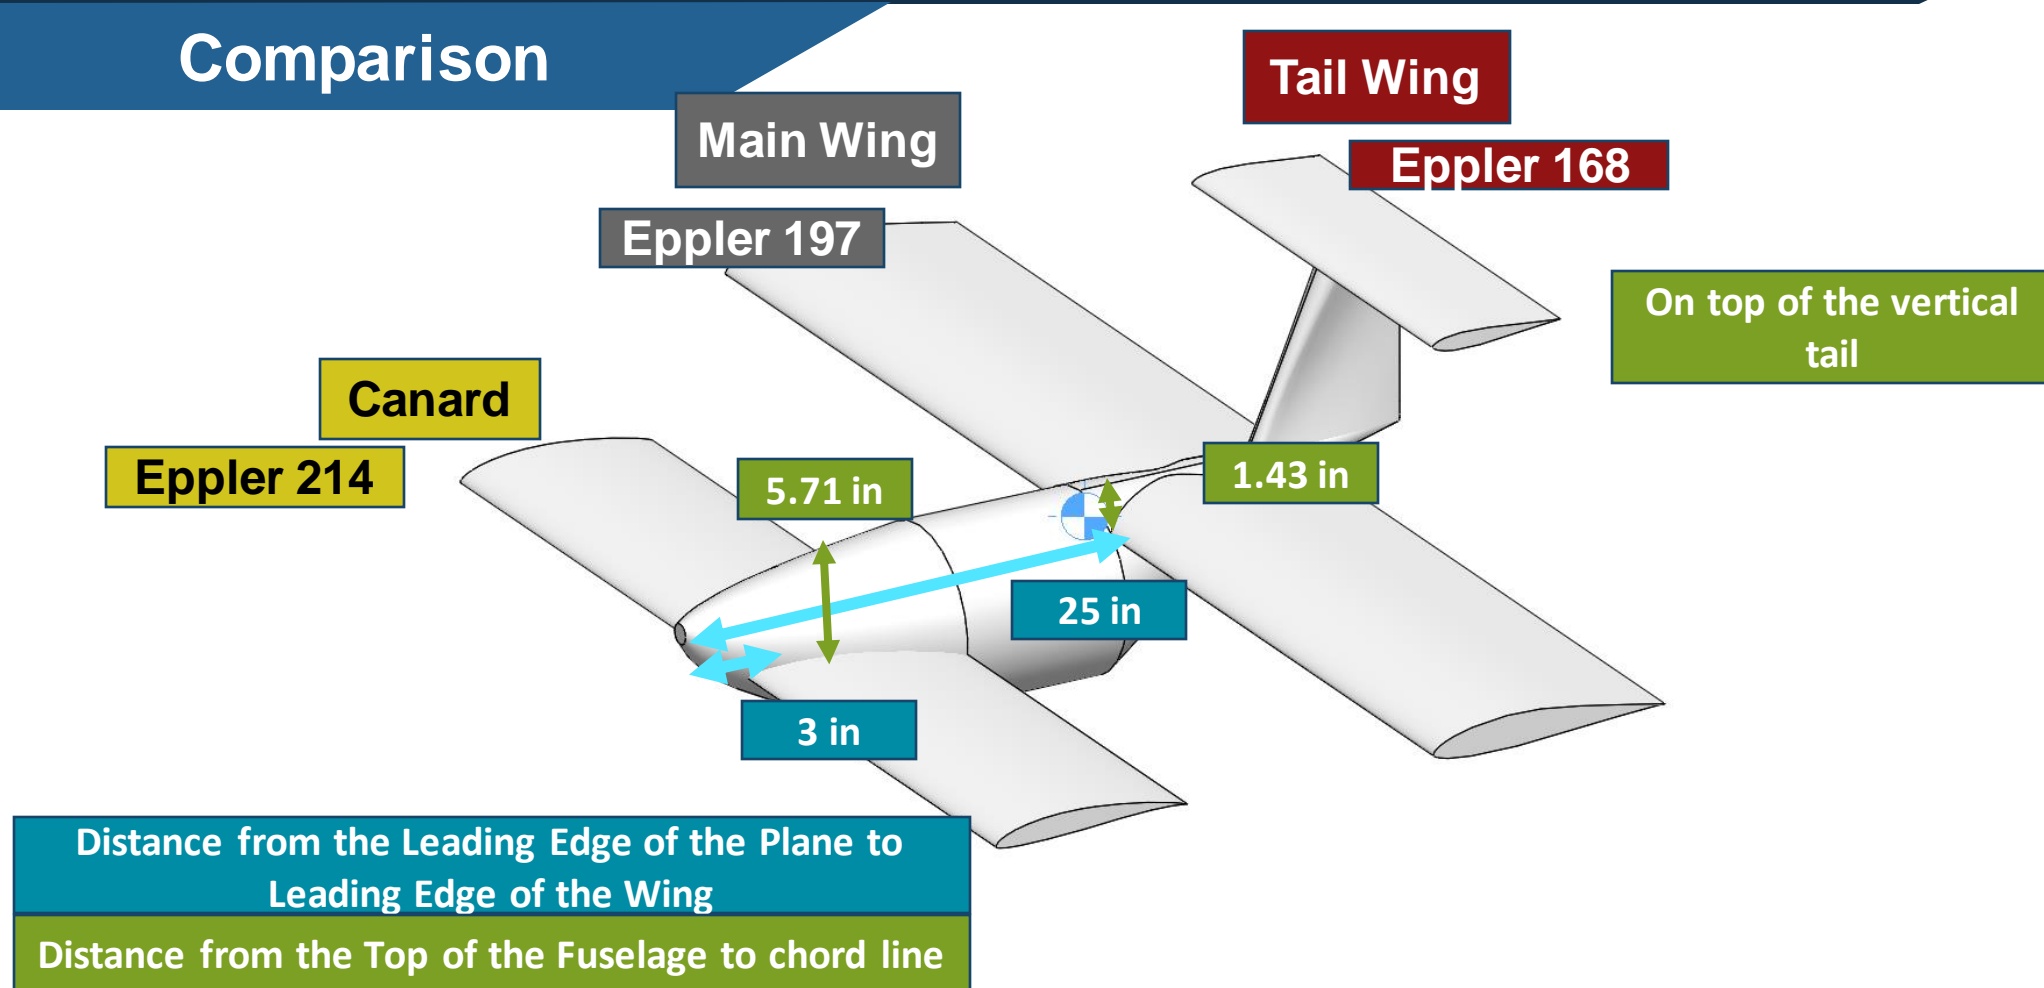 Comparison
Tail Wing
Main Wing
Eppler 168
Eppler 197
On top of the vertical
tail
Canard
Eppler 214
5.71 in
1.43 in
25 in
3 in
Distance from the Leading Edge of the Plane to
Leading Edge of the Wing
Distance from the Top of the Fuselage to chord line